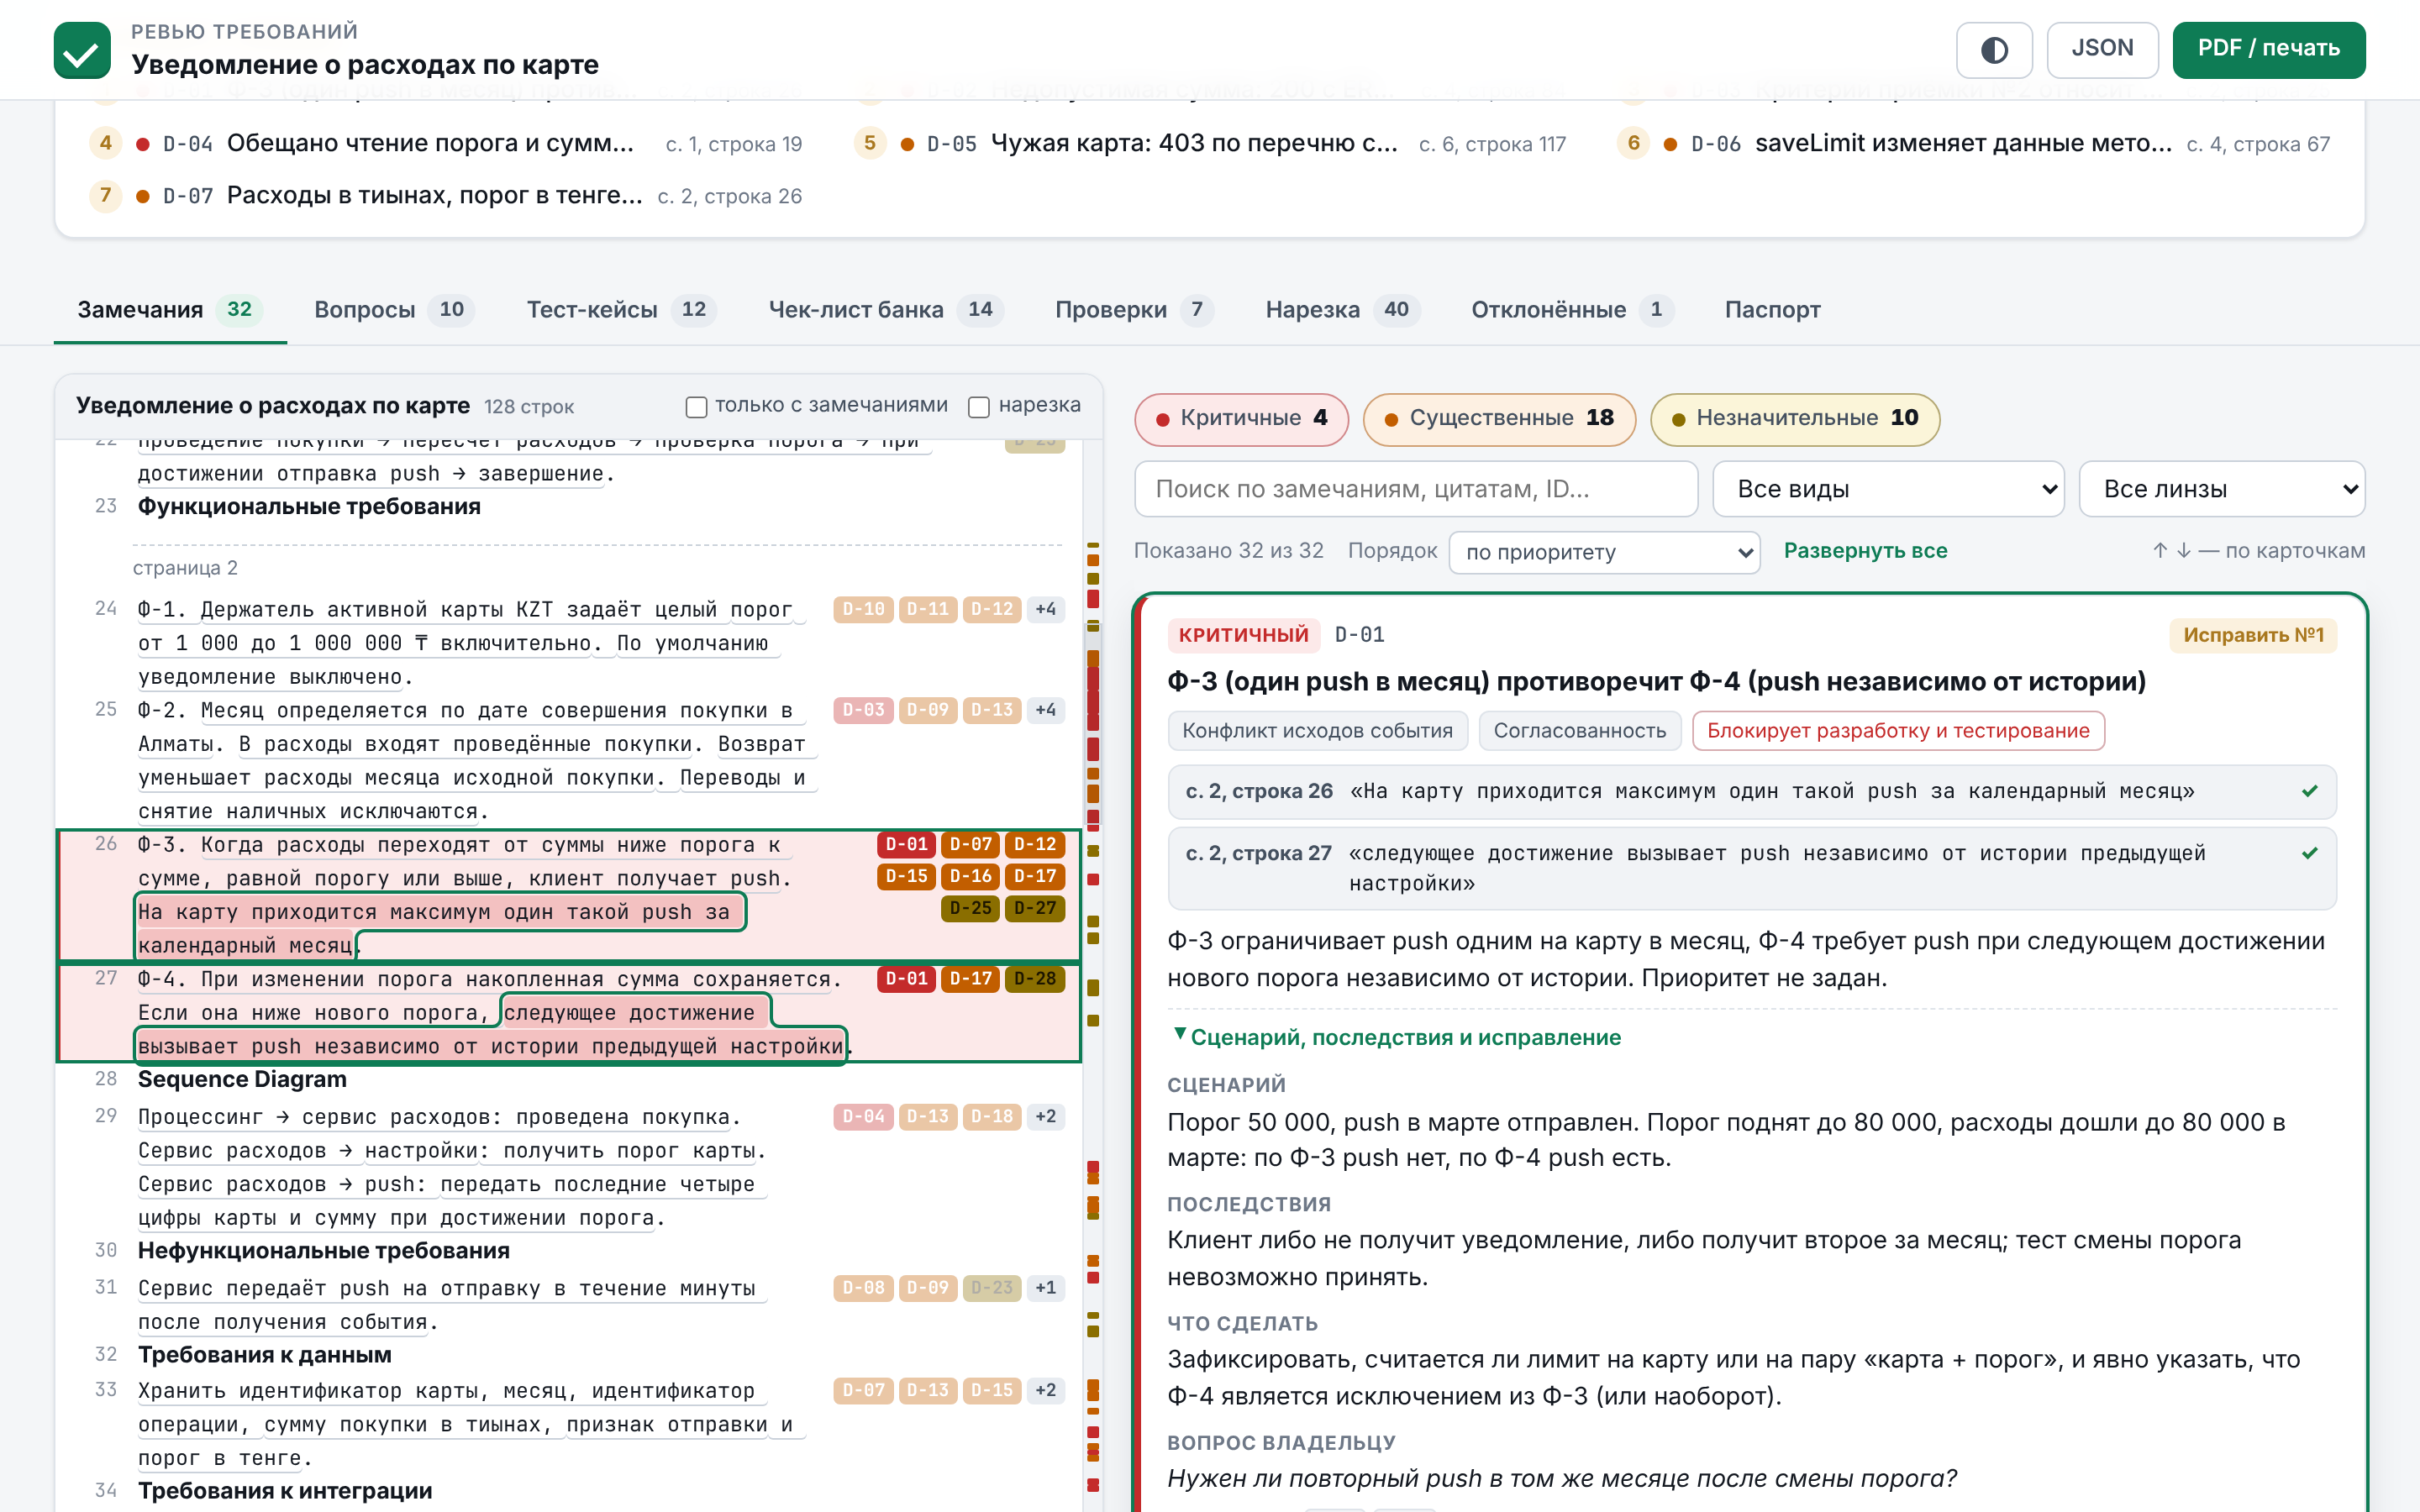 РЕВЬЮ ТРЕБОВАНИЙ
Уведомление о расходах по карте
JSON
PDF / печать
4 D-04 Обещано чтение порога и сумм... с. 1, строка 19
5 D-05 Чужая карта: 403 по перечню с... с. 6, строка 117
6 D-06 saveLimit изменяет данные мето... с. 4, строка 67
7 D-07 Расходы в тиынах, порог в тенге... с. 2, строка 26
Замечания 32 Вопросы 10 Тест-кейсы 12 Чек-лист банка 14 Проверки 7 Нарезка 40 Отклонённые 1 Паспорт
Уведомление о расходах по карте 128 строк только с замечаниями нарезка
22 проведение покупки → пересчёт расходов → проверка порога → при D-23
достижении отправка push → завершение.
23 Функциональные требования
страница 2
24 Ф-1. Держатель активной карты KZT задаёт целый порог D-10 D-11 D-12 +4
от 1 000 до 1 000 000 ₸ включительно. По умолчанию
уведомление выключено.
25 Ф-2. Месяц определяется по дате совершения покупки в D-03 D-09 D-13 +4
Алматы. В расходы входят проведённые покупки. Возврат
уменьшает расходы месяца исходной покупки. Переводы и
снятие наличных исключаются.
26 Ф-3. Когда расходы переходят от суммы ниже порога к D-01 D-07 D-12
сумме, равной порогу или выше, клиент получает push. D-15 D-16 D-17
На карту приходится максимум один такой push за D-25 D-27
календарный месяц.
27 Ф-4. При изменении порога накопленная сумма сохраняется. D-01 D-17 D-28
Если она ниже нового порога, следующее достижение
вызывает push независимо от истории предыдущей настройки.
28 Sequence Diagram
29 Процессинг → сервис расходов: проведена покупка. D-04 D-13 D-18 +2
Сервис расходов → настройки: получить порог карты.
Сервис расходов → push: передать последние четыре
цифры карты и сумму при достижении порога.
30 Нефункциональные требования
31 Сервис передаёт push на отправку в течение минуты D-08 D-09 D-23 +1
после получения события.
32 Требования к данным
33 Хранить идентификатор карты, месяц, идентификатор D-07 D-13 D-15 +2
операции, сумму покупки в тиынах, признак отправки и
порог в тенге.
34 Требования к интеграции
Критичные 4 Существенные 18 Незначительные 10
Поиск по замечаниям, цитатам, ID... Все виды Все линзы
Показано 32 из 32 Порядок по приоритету Развернуть все ↑ ↓ — по карточкам
КРИТИЧНЫЙ D-01 Исправить №1
Ф-3 (один push в месяц) противоречит Ф-4 (push независимо от истории)
Конфликт исходов события Согласованность Блокирует разработку и тестирование
с. 2, строка 26 «На карту приходится максимум один такой push за календарный месяц» ✓
с. 2, строка 27 «следующее достижение вызывает push независимо от истории предыдущей ✓
настройки»
Ф-3 ограничивает push одним на карту в месяц, Ф-4 требует push при следующем достижении
нового порога независимо от истории. Приоритет не задан.
▼ Сценарий, последствия и исправление
СЦЕНАРИЙ
Порог 50 000, push в марте отправлен. Порог поднят до 80 000, расходы дошли до 80 000 в
марте: по Ф-3 push нет, по Ф-4 push есть.
ПОСЛЕДСТВИЯ
Клиент либо не получит уведомление, либо получит второе за месяц; тест смены порога
невозможно принять.
ЧТО СДЕЛАТЬ
Зафиксировать, считается ли лимит на карту или на пару «карта + порог», и явно указать, что
Ф-4 является исключением из Ф-3 (или наоборот).
ВОПРОС ВЛАДЕЛЬЦУ
Нужен ли повторный push в том же месяце после смены порога?